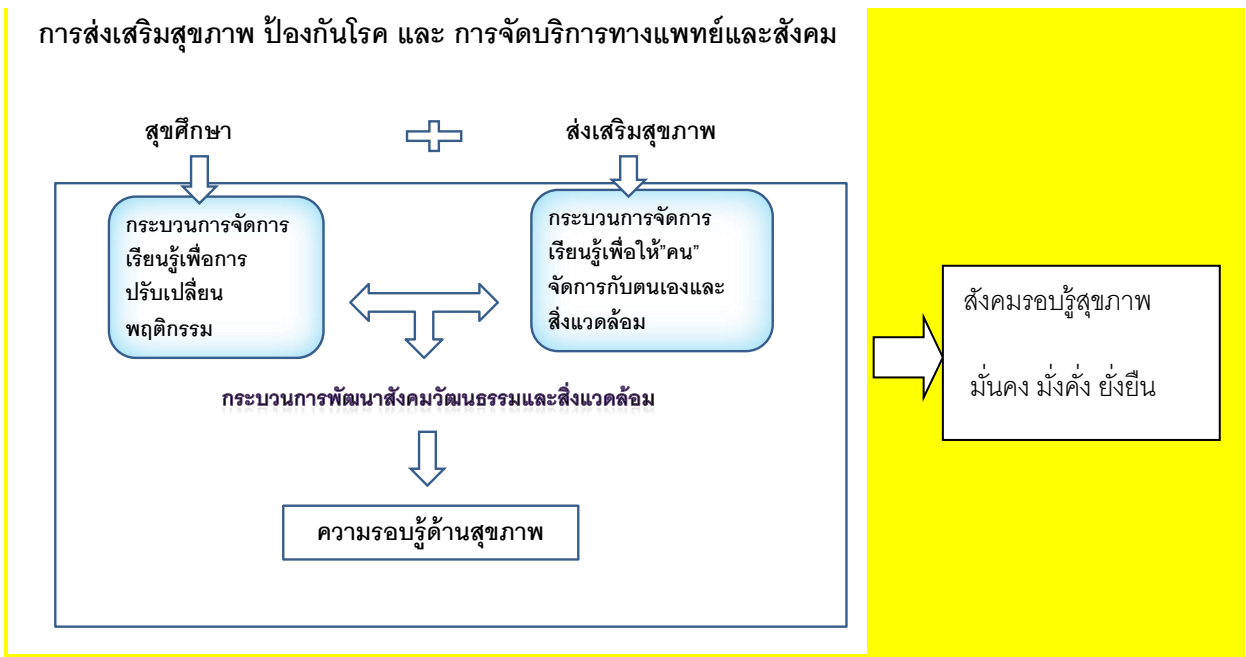 การส่งเสริมสุขภาพ ป้องกันโรค และ การจัดบริการทางแพทย์และสังคม
สุขศึกษา
ส่งเสริมสุขภาพ
กระบวนการจัดการ
เรียนรู้เพื่อการ
ปรับเปลี่ยน
พฤติกรรม
กระบวนการจัดการ
เรียนรู้เพื่อให้"คน"
จัดการกับตนเองและ
สิ่งแวดล้อม
กระบวนการพัฒนาสังคมวัฒนธรรมและสิ่งแวดล้อม
ความรอบรู้ด้านสุขภาพ
สังคมรอบรู้สุขภาพ
มั่นคง มั่งคั่ง ยั่งยืน